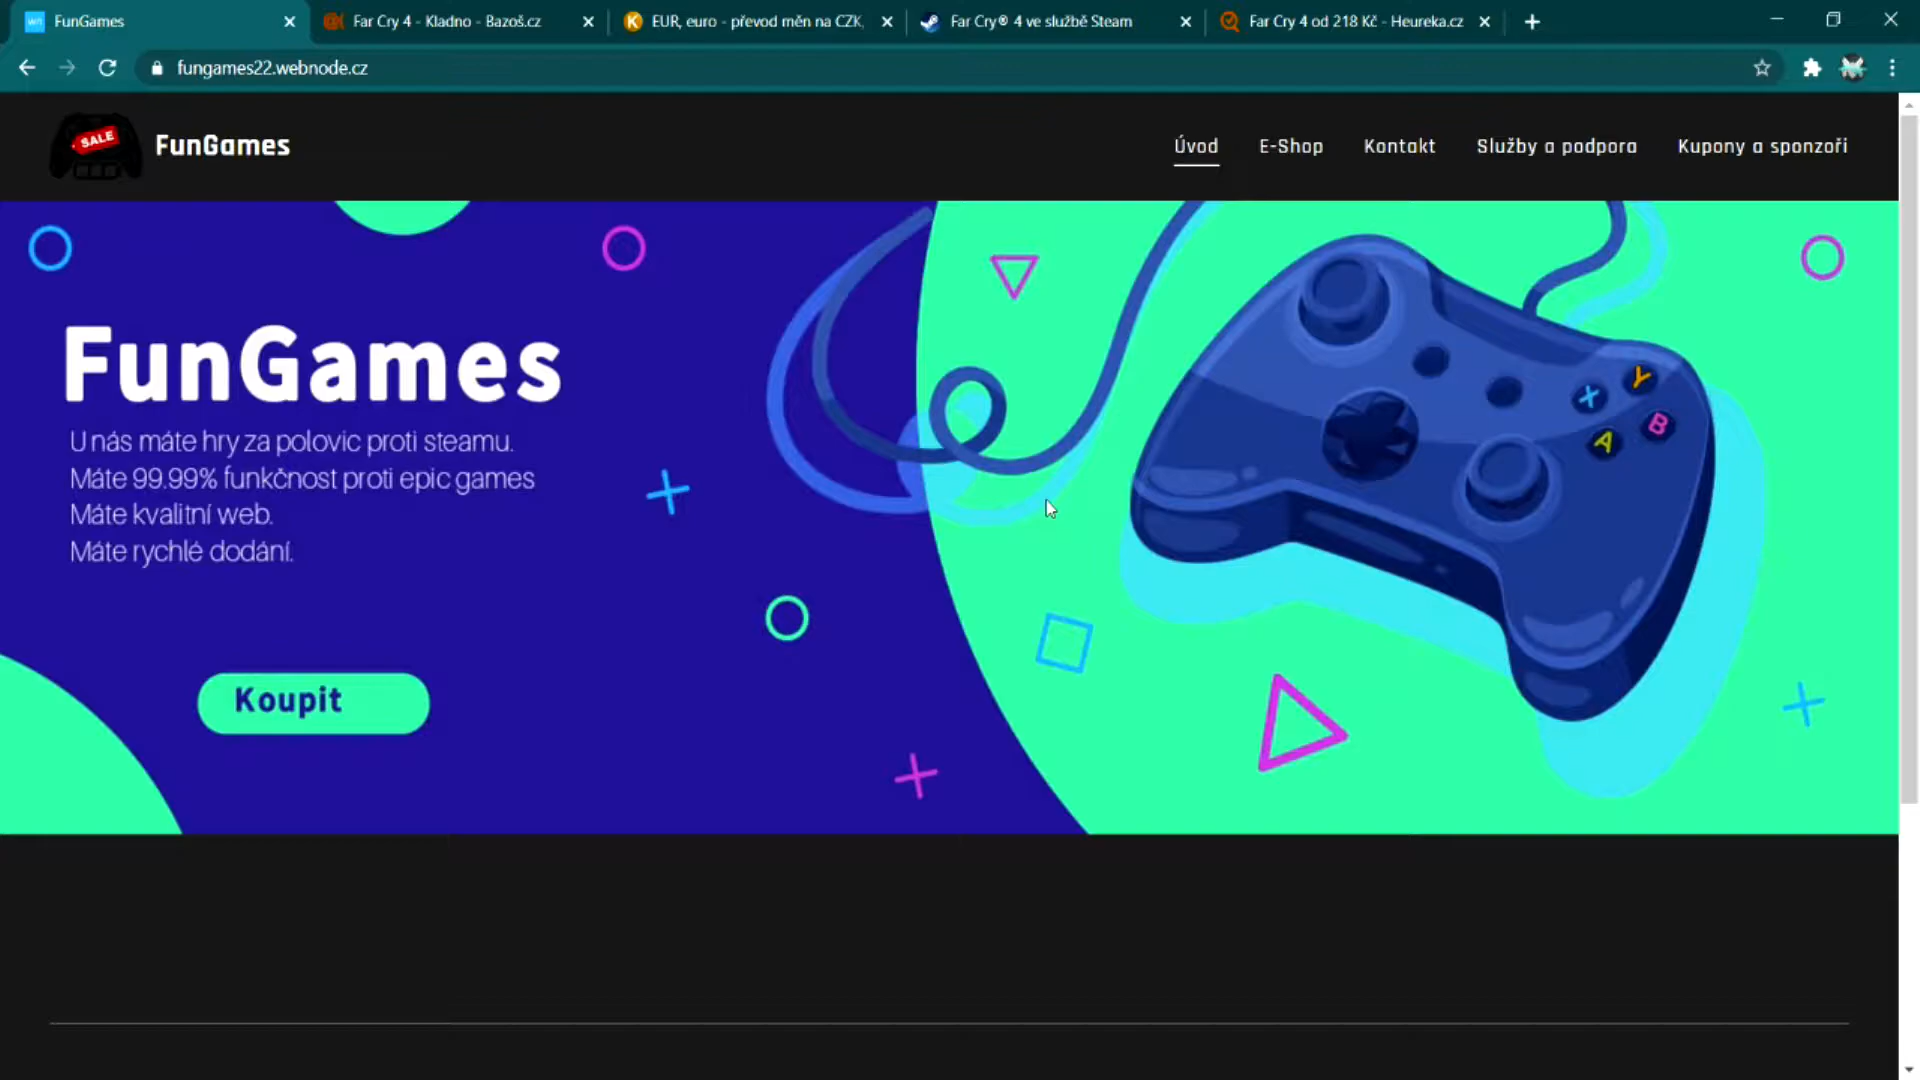 FunGames
Far Cry 4 - Kladno - Bazoš.cz
EUR, euro - převod měn na CZK,
Far Cry® 4 ve službě Steam
Far Cry 4 od 218 Kč - Heureka.cz
fungames22.webnode.cz
SALE
FunGames
Úvod
E-Shop
Kontakt
Služby a podpora
Kupony a sponzoři
FunGames
U nás máte hry za polovic proti steamu.
Máte 99.99% funkčnost proti epic games
Máte kvalitní web.
Máte rychlé dodání.
Koupit
Y
X
B
A